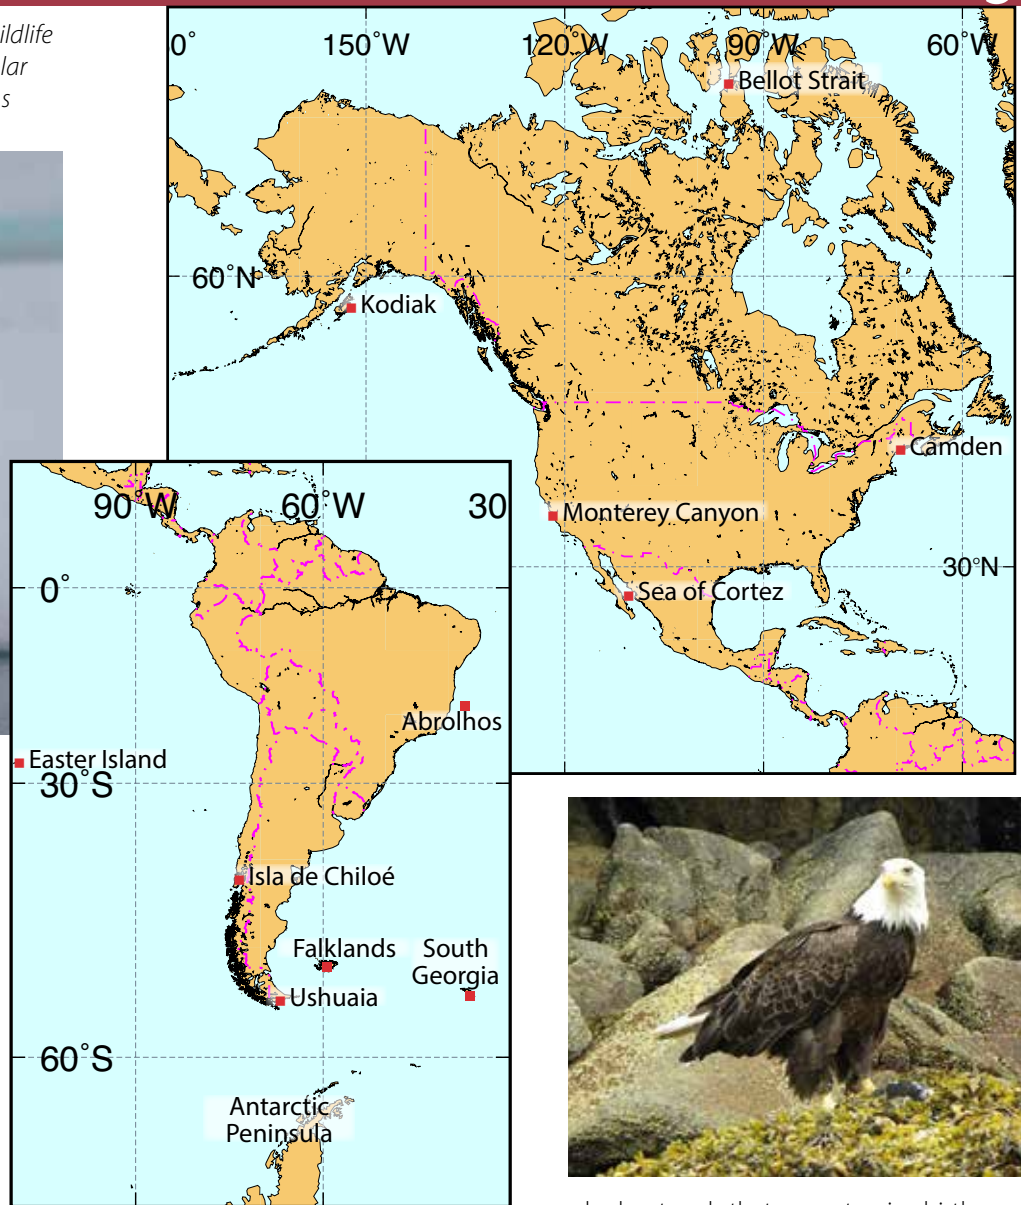 ildlife
lar
s
0°
150°W
120°W
90°W
60°W
Bellot Strait
60°N
Kodiak
Camden
Monterey Canyon
30°N
Sea of Cortez
90°W
60°W
30
0°
Abrolhos
Easter Island
30°S
Isla de Chiloé
Falklands
South
Georgia
Ushuaia
60°S
Antarctic
Peninsula